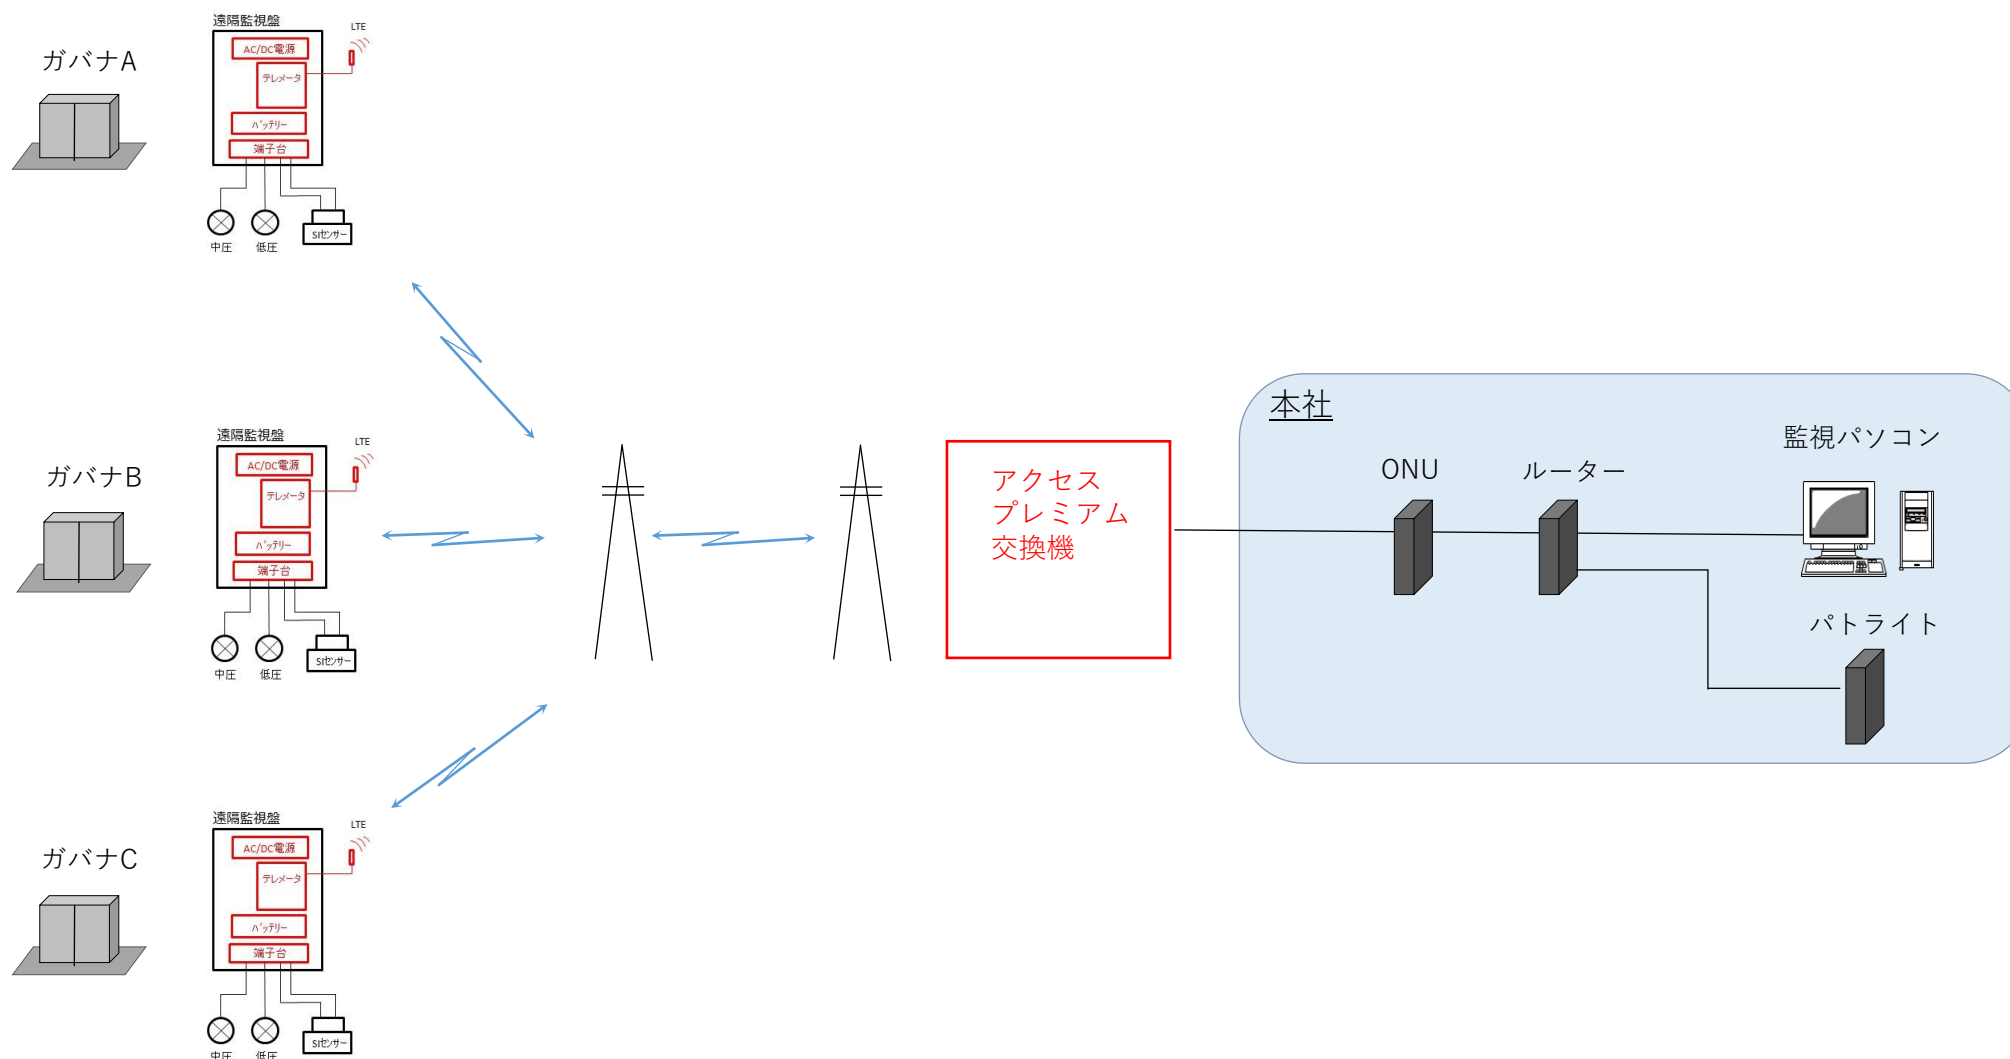 遠隔監視盤
LTE
ガバナA
AC/DC電源
テレメータ
バッテリー
端子台
中圧
低圧
SIセンサー
遠隔監視盤
LTE
ガバナB
AC/DC電源
テレメータ
バッテリー
端子台
中圧
低圧
SIセンサー
遠隔監視盤
LTE
ガバナC
AC/DC電源
テレメータ
バッテリー
端子台
中圧
低圧
SIセンサー
アクセス
プレミアム
交換機
本社
ONU
ルーター
監視パソコン
パトライト